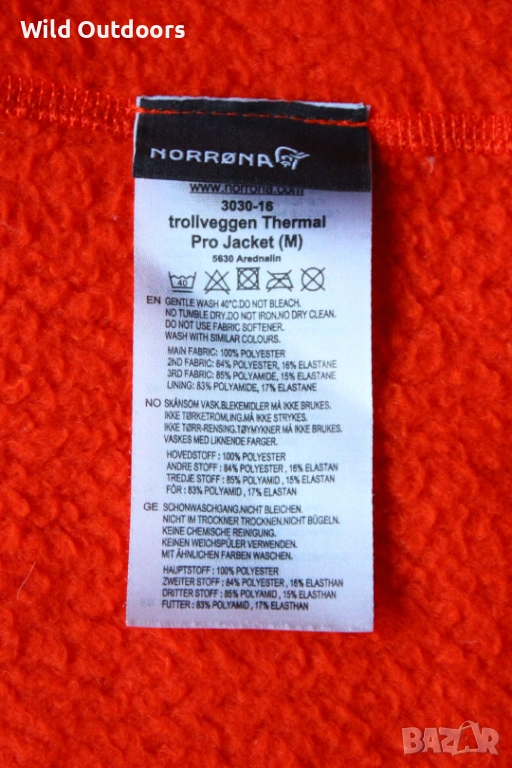 Wild Outdoors
NORRØNA
www.norrona.com
3030-16
trollveggen Thermal
Pro Jacket (M)
5630 Arednalin
40
EN GENTLE WASH 40°C.DO NOT BLEACH.
NO TUMBLE DRY.DO NOT IRON.NO DRY CLEAN.
DO NOT USE FABRIC SOFTENER.
WASH WITH SIMILAR COLOURS.
MAIN FABRIC: 100% POLYESTER
2ND FABRIC: 84% POLYESTER, 16% ELASTANE
3RD FABRIC: 85% POLYAMIDE, 15% ELASTANE
LINING: 83% POLYAMIDE, 17% ELASTANE
NO SKÅNSOM VASK.BLEKEMIDLER MÅ IKKE BRUKES.
IKKE TØRKETROMLING.MÅ IKKE STRYKES.
IKKE TØRR-RENSING.TØYMYKNER MÅ IKKE BRUKES.
VASKES MED LIKNENDE FARGER.
HOVEDSTOFF : 100% POLYESTER
ANDRE STOFF : 84% POLYESTER , 16% ELASTAN
TREDJE STOFF : 85% POLYAMID , 15% ELASTAN
FÔR : 83% POLYAMID , 17% ELASTAN
GE SCHONWASCHGANG.NICHT BLEICHEN.
NICHT IM TROCKNER TROCKNEN.NICHT BÜGELN.
KEINE CHEMISCHE REINIGUNG.
KEINEN WEICHSPÜLER VERWENDEN.
MIT ÄHNLICHEN FARBEN WASCHEN.
HAUPTSTOFF : 100% POLYESTER
ZWEITER STOFF : 84% POLYESTER , 16% ELASTHAN
DRITTER STOFF : 85% POLYAMID , 15% ELASTHAN
FUTTER : 83% POLYAMID , 17% ELASTHAN
BAZAR